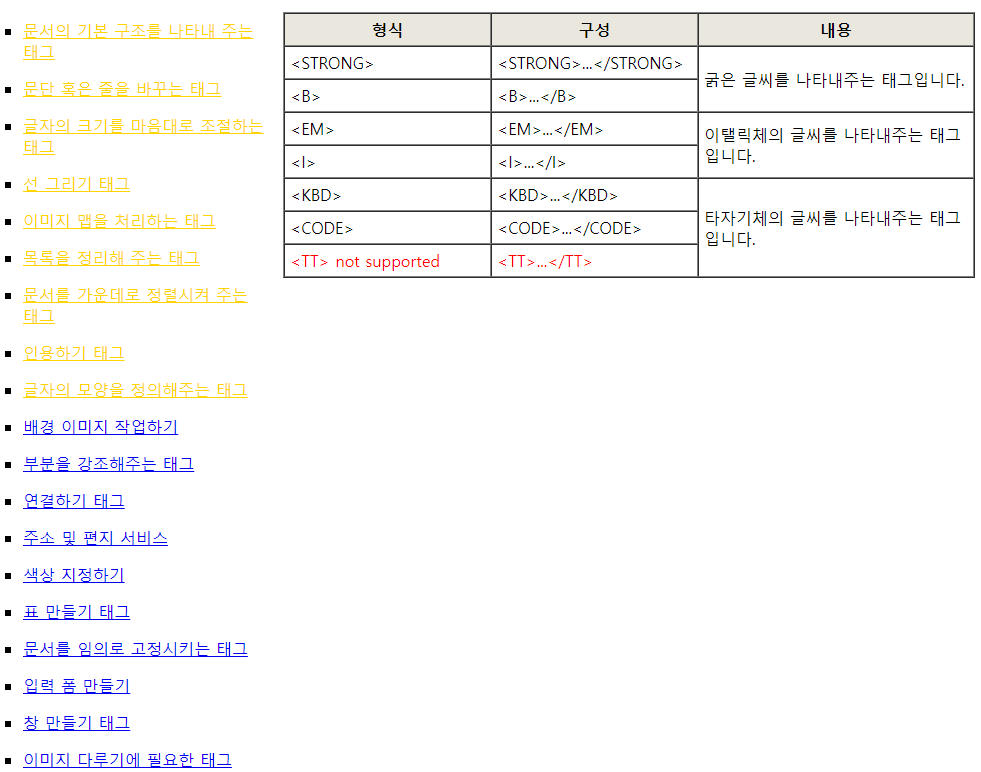 문서의 기본 구조를 나타내 주는
태그
문단 혹은 줄을 바꾸는 태그
글자의 크기를 마음대로 조절하는
태그
선 그리기 태그
이미지 맵을 처리하는 태그
목록을 정리해 주는 태그
문서를 가운데로 정렬시켜 주는
태그
인용하기 태그
글자의 모양을 정의해주는 태그
배경 이미지 작업하기
부분을 강조해주는 태그
연결하기 태그
주소 및 편지 서비스
색상 지정하기
표 만들기 태그
문서를 임의로 고정시키는 태그
입력 폼 만들기
창 만들기 태그
이미지 다루기에 필요한 태그
형식 구성 내용
<STRONG> <STRONG>...</STRONG>
굵은 글씨를 나타내주는 태그입니다.
<B> <B>...</B>
<EM> <EM>...</EM>
이탤릭체의 글씨를 나타내주는 태그
입니다.
<I> <I>...</I>
<KBD> <KBD>...</KBD>
<CODE> <CODE>...</CODE>
타자기체의 글씨를 나타내주는 태그
입니다.
<TT> not supported <TT>...</TT>